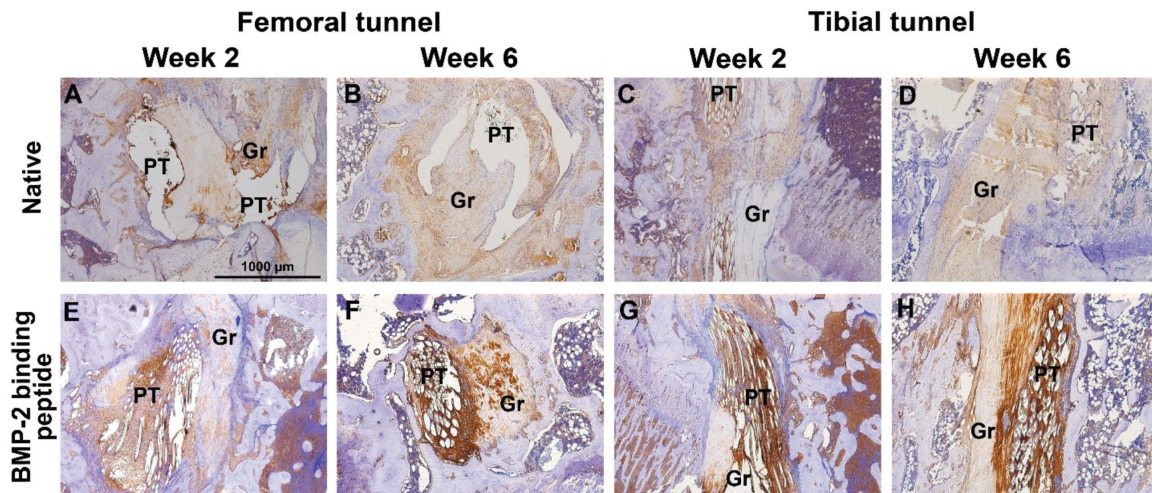 Femoral tunnel Tibial tunnel
Week 2 Week 6 Week 2 Week 6
Native
A PT Gr PT 1000 µm
B PT Gr
C PT Gr
D PT Gr
BMP-2 binding
peptide
E Gr PT
F PT Gr
G PT Gr
H PT Gr